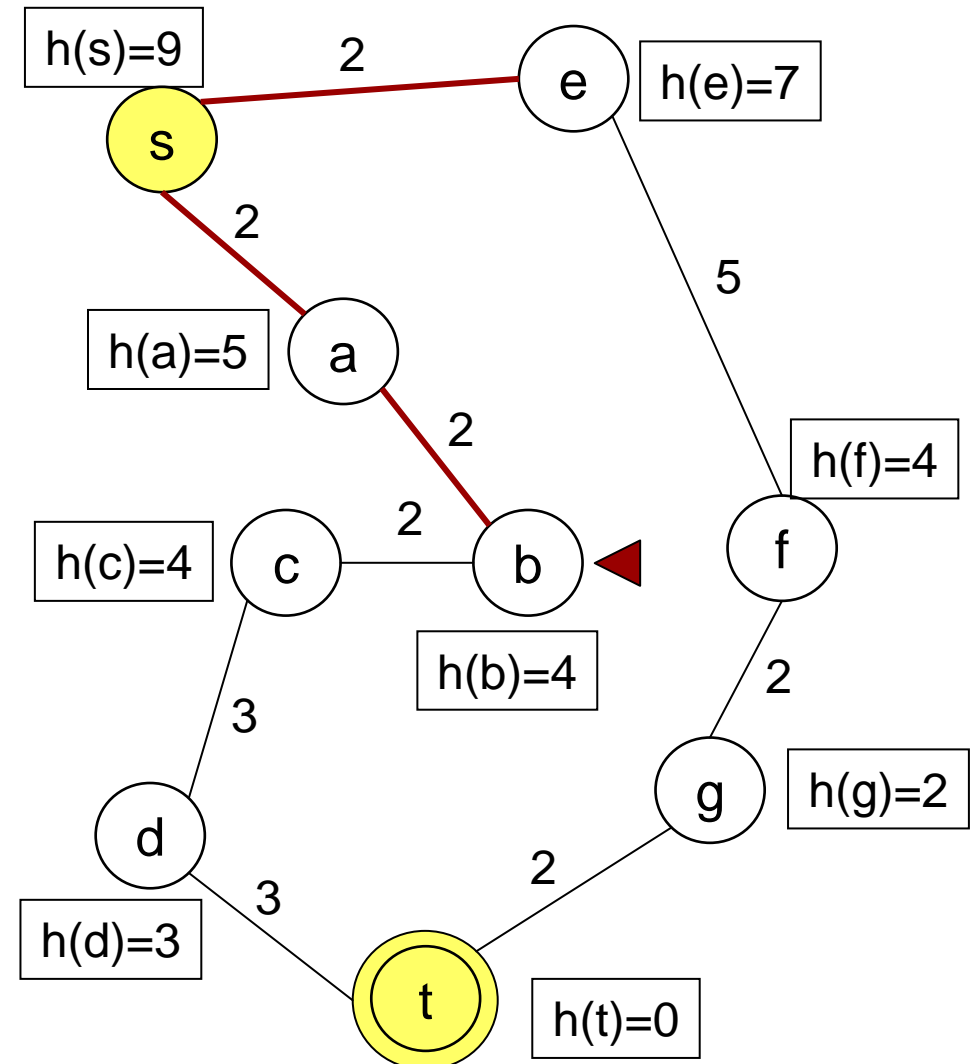 h(s)=9
2
e
h(e)=7
s
2
5
a
h(a)=5
2
h(f)=4
2
c
h(c)=4
b
f
h(b)=4
2
3
g
h(g)=2
d
2
3
h(d)=3
t
h(t)=0